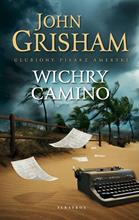 JOHN
GRISHAM
ULUBIONY PISARZ AMERYKI
WICHRY
CAMINO
ALBATROS